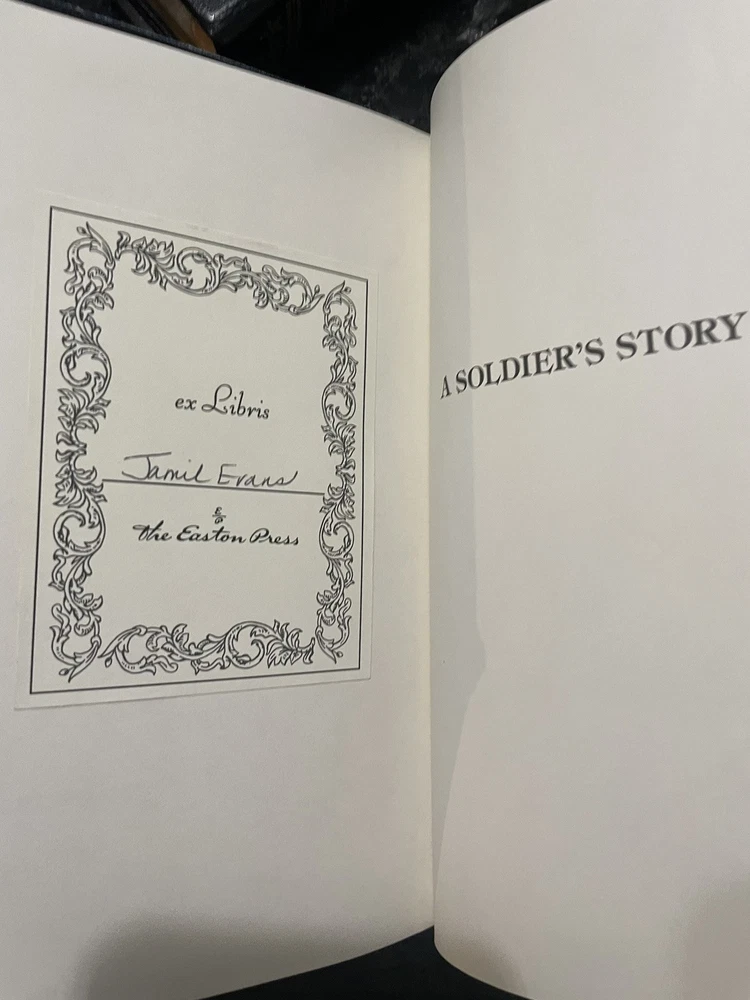 ex Libris
Jamil Evans
E/P
the Easton Press
A SOLDIER'S STORY